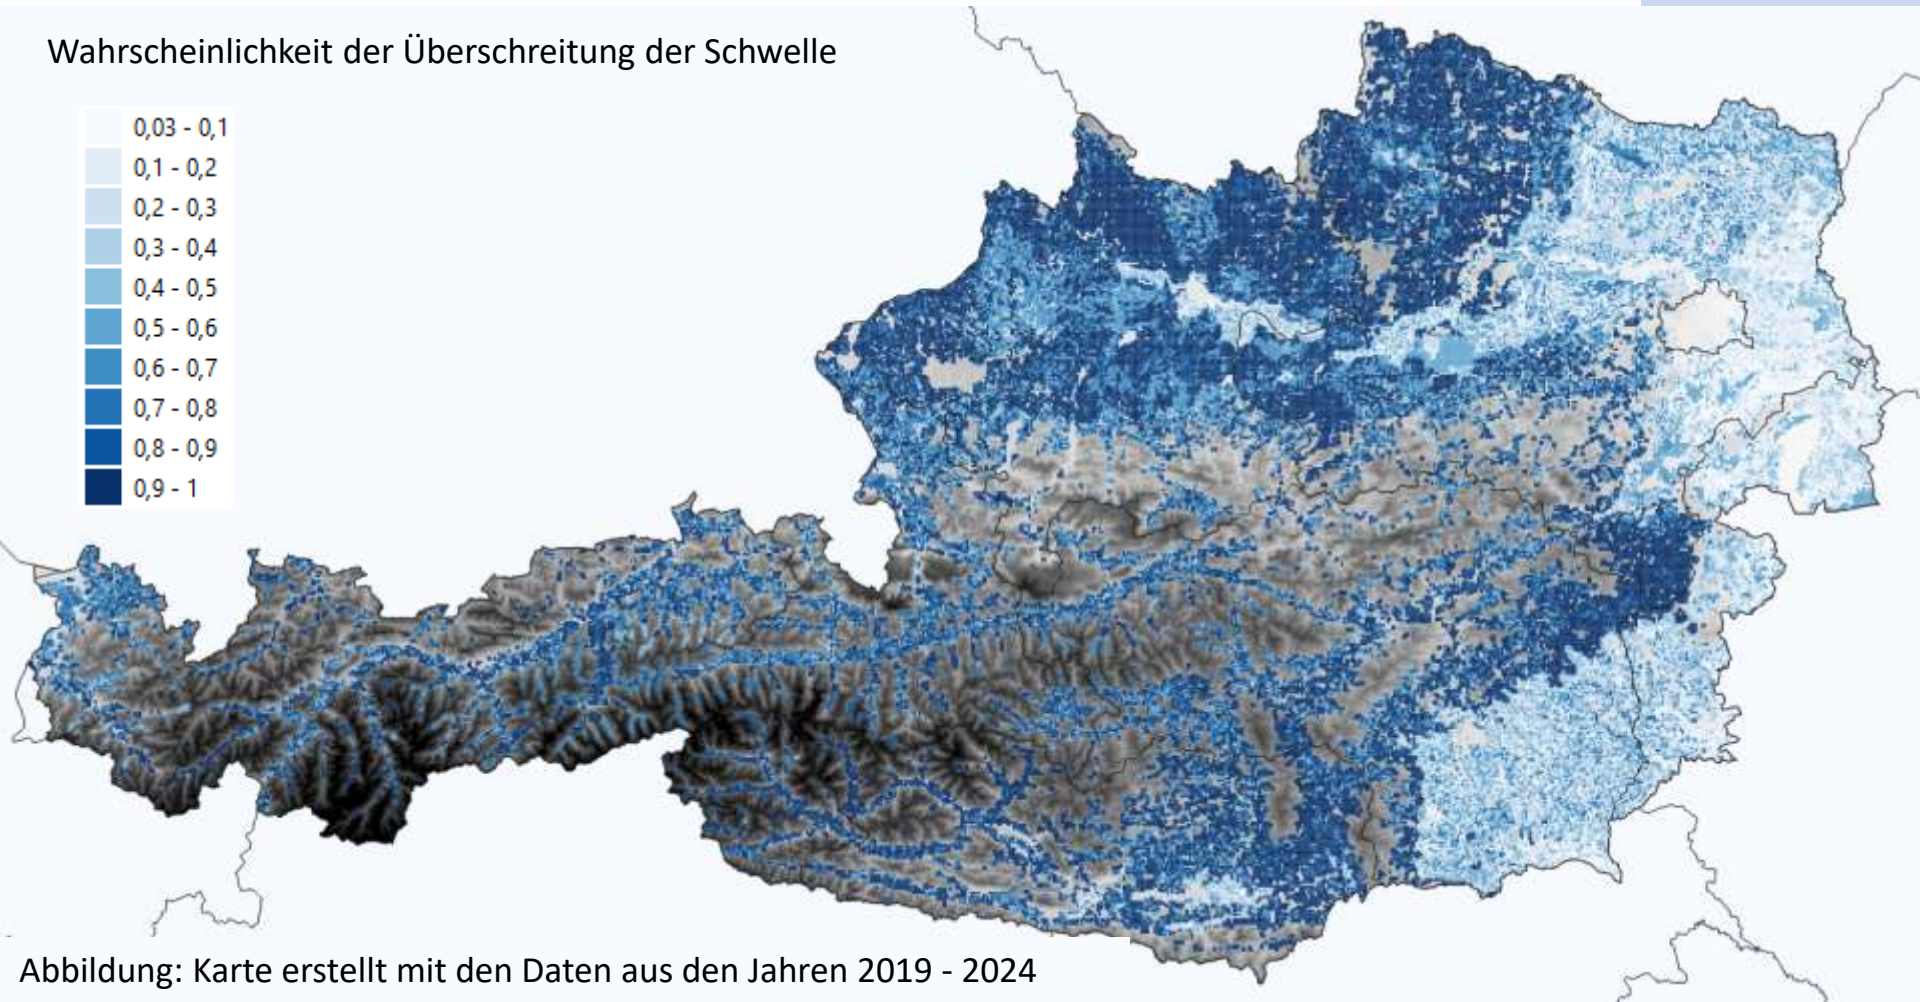 Wahrscheinlichkeit der Überschreitung der Schwelle
0,03 - 0,1
0,1 - 0,2
0,2 - 0,3
0,3 - 0,4
0,4 - 0,5
0,5 - 0,6
0,6 - 0,7
0,7 - 0,8
0,8 - 0,9
0,9 - 1
Abbildung: Karte erstellt mit den Daten aus den Jahren 2019 - 2024